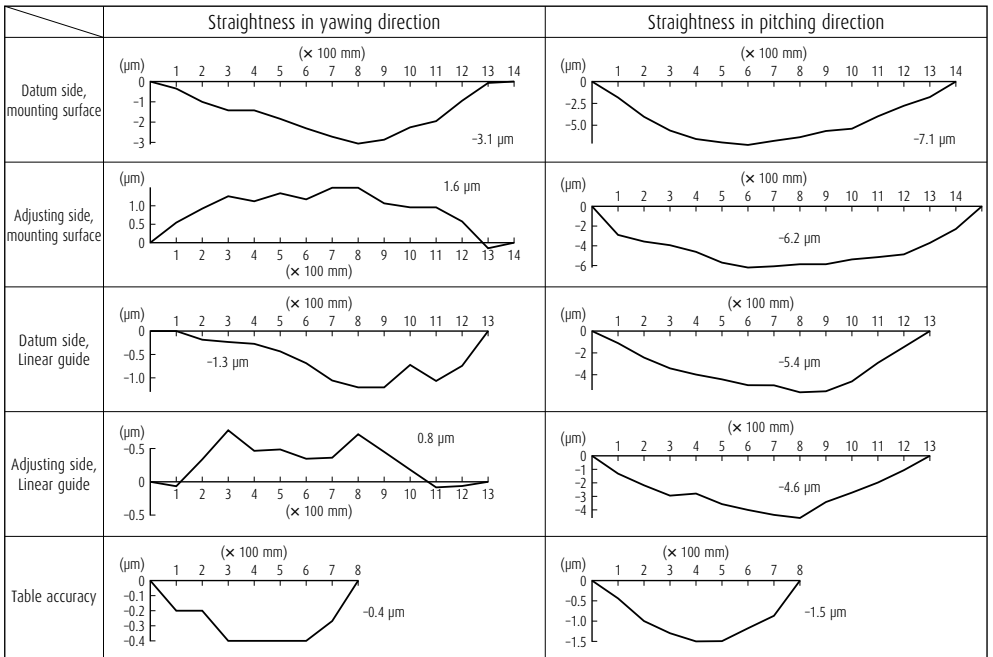 Straightness in yawing direction
Straightness in pitching direction
Datum side,
mounting surface
(× 100 mm)
(μm)
1 2 3 4 5 6 7 8 9 10 11 12 13 14
0
−1
−2
−3
−3.1 μm
(× 100 mm)
(μm)
1 2 3 4 5 6 7 8 9 10 11 12 13 14
0
−2.5
−5.0
−7.1 μm
Adjusting side,
mounting surface
(μm)
1.6 μm
1.0
0.5
0
1 2 3 4 5 6 7 8 9 10 11 12 13 14
(× 100 mm)
(× 100 mm)
(μm)
1 2 3 4 5 6 7 8 9 10 11 12 13 14
0
−2
−4
−6
−6.2 μm
Datum side,
Linear guide
(× 100 mm)
(μm)
1 2 3 4 5 6 7 8 9 10 11 12 13
0
−0.5
−1.0
−1.3 μm
(× 100 mm)
(μm)
1 2 3 4 5 6 7 8 9 10 11 12 13
0
−2
−4
−5.4 μm
Adjusting side,
Linear guide
(μm)
0.8 μm
−0.5
0
−0.5
1 2 3 4 5 6 7 8 9 10 11 12 13
(× 100 mm)
(× 100 mm)
(μm)
1 2 3 4 5 6 7 8 9 10 11 12 13
0
−1
−2
−3
−4
−4.6 μm
Table accuracy
(× 100 mm)
(μm)
1 2 3 4 5 6 7 8
0
−0.1
−0.2
−0.3
−0.4
−0.4 μm
(× 100 mm)
(μm)
1 2 3 4 5 6 7 8
0
−0.5
−1.0
−1.5
−1.5 μm